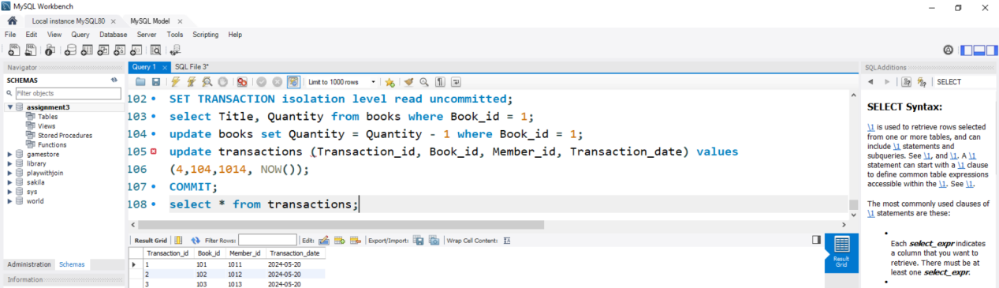 MySQL Workbench
Local instance MySQL80 × MySQL Model ×
File Edit View Query Database Server Tools Scripting Help
Navigator
SCHEMAS
Filter objects
assignment3
Tables
Views
Stored Procedures
Functions
gamestore
library
playwithjoin
sakila
sys
world
Administration Schemas
Information
Query 1 × SQL File 3*
Limit to 1000 rows
102 SET TRANSACTION isolation level read uncommitted;
103 select Title, Quantity from books where Book_id = 1;
104 update books set Quantity = Quantity - 1 where Book_id = 1;
105 update transactions (Transaction_id, Book_id, Member_id, Transaction_date) values
106 (4,104,1014, NOW());
107 COMMIT;
108 select * from transactions;
Result Grid Filter Rows: Edit: Export/Import: Wrap Cell Content:
Transaction_id Book_id Member_id Transaction_date
1 101 1011 2024-05-20
2 102 1012 2024-05-20
3 103 1013 2024-05-20
Result
Grid
SQLAdditions
SELECT
SELECT Syntax:
\1 is used to retrieve rows selected
from one or more tables, and can
include \1 statements and
subqueries. See \1, and \1. A \1
statement can start with a \1 clause
to define common table expressions
accessible within the \1. See \1.
The most commonly used clauses of
\1 statements are these:
•
Each select_expr indicates
a column that you want to
retrieve. There must be at
least one select_expr.
•